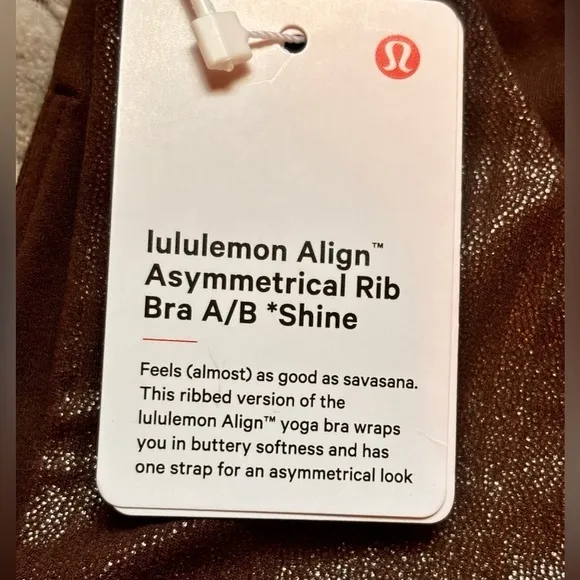 lululemon Align™
Asymmetrical Rib
Bra A/B *Shine
Feels (almost) as good as savasana.
This ribbed version of the
lululemon Align™ yoga bra wraps
you in buttery softness and has
one strap for an asymmetrical look